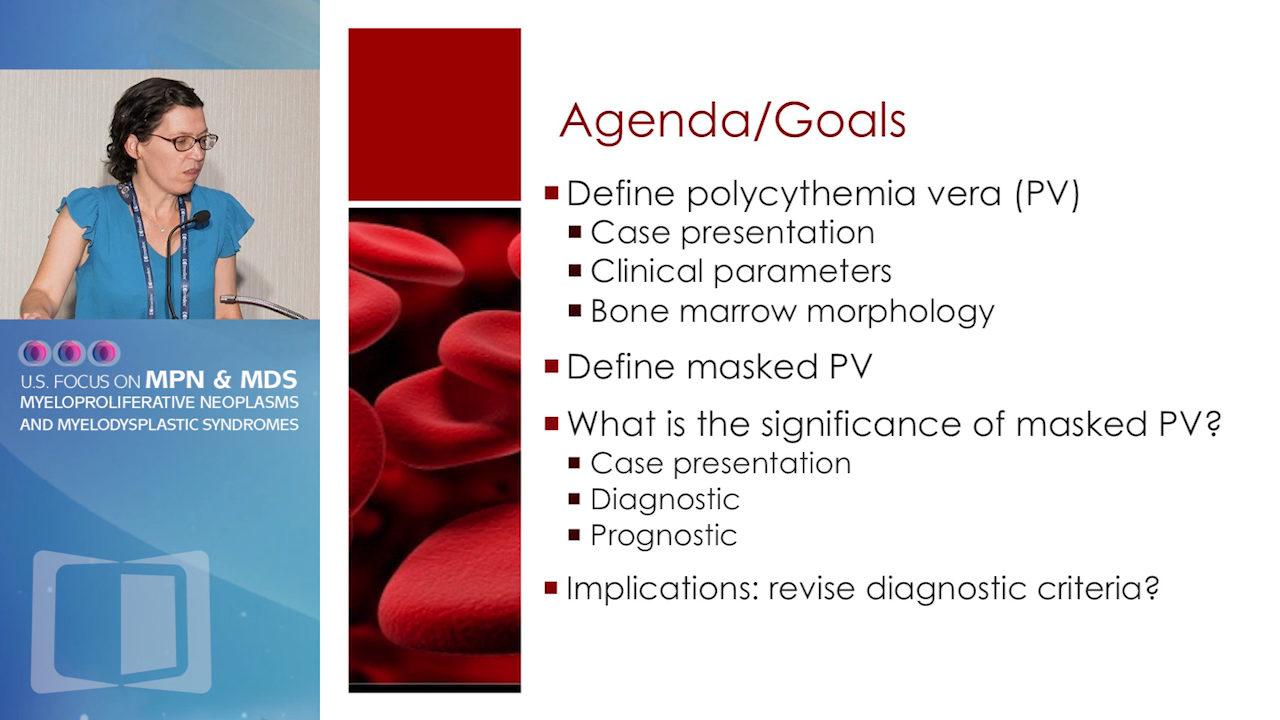 U.S. FOCUS ON MPN & MDS
MYELOPROLIFERATIVE NEOPLASMS
AND MYELODYSPLASTIC SYNDROMES
Agenda/Goals
Define polycythemia vera (PV)
Case presentation
Clinical parameters
Bone marrow morphology
Define masked PV
What is the significance of masked PV?
Case presentation
Diagnostic
Prognostic
Implications: revise diagnostic criteria?